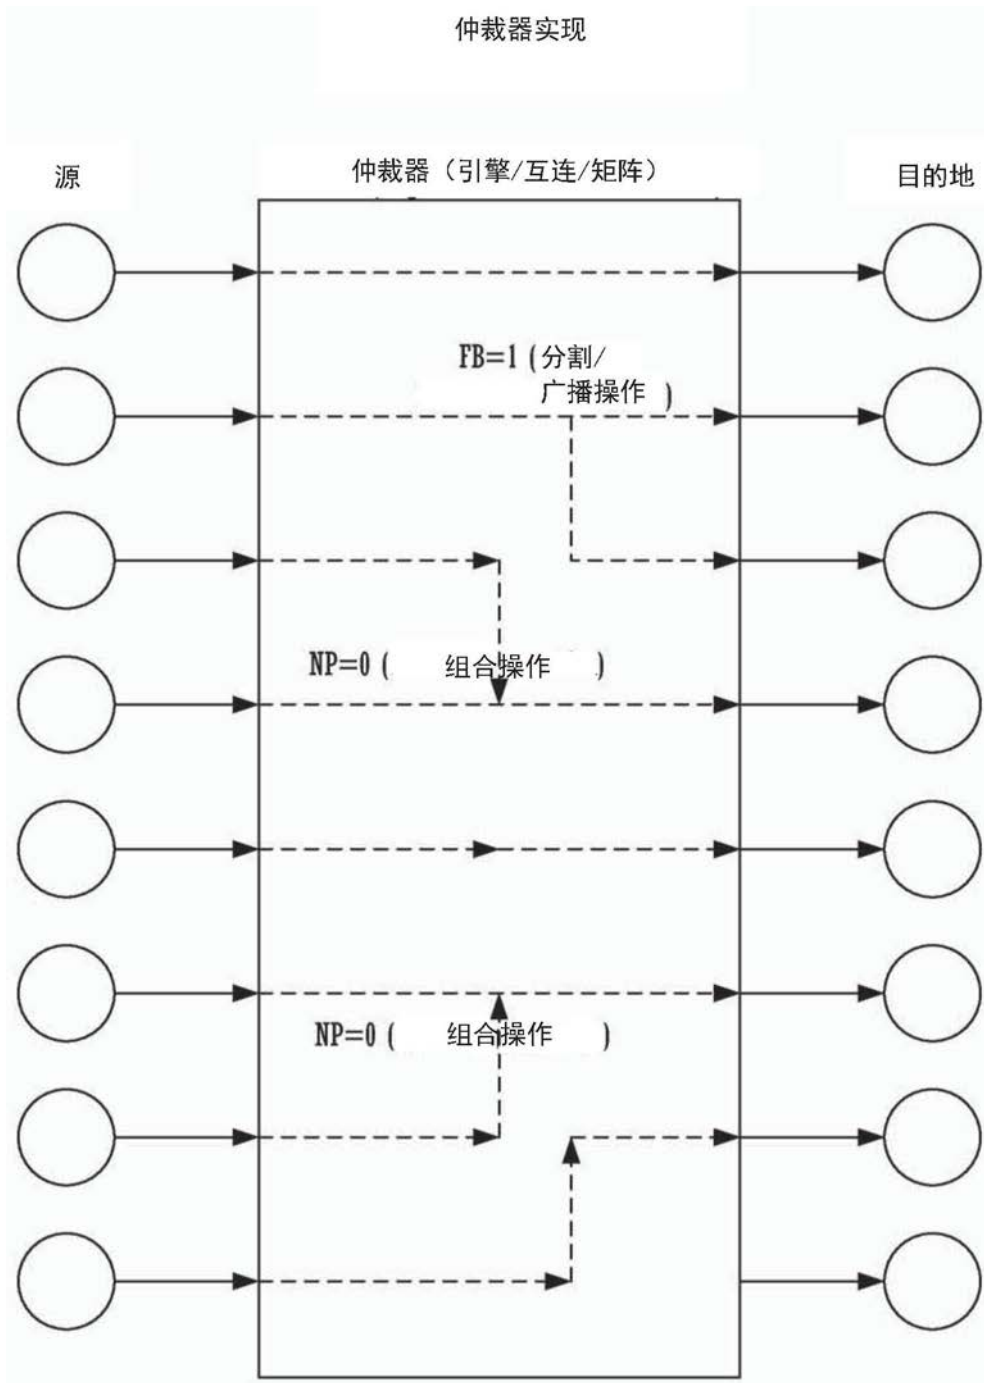 仲裁器实现
源
仲裁器（引擎/互连/矩阵）
目的地
FB=1 (分割/
广播操作 )
NP=0 ( 组合操作 )
NP=0 ( 组合操作 )